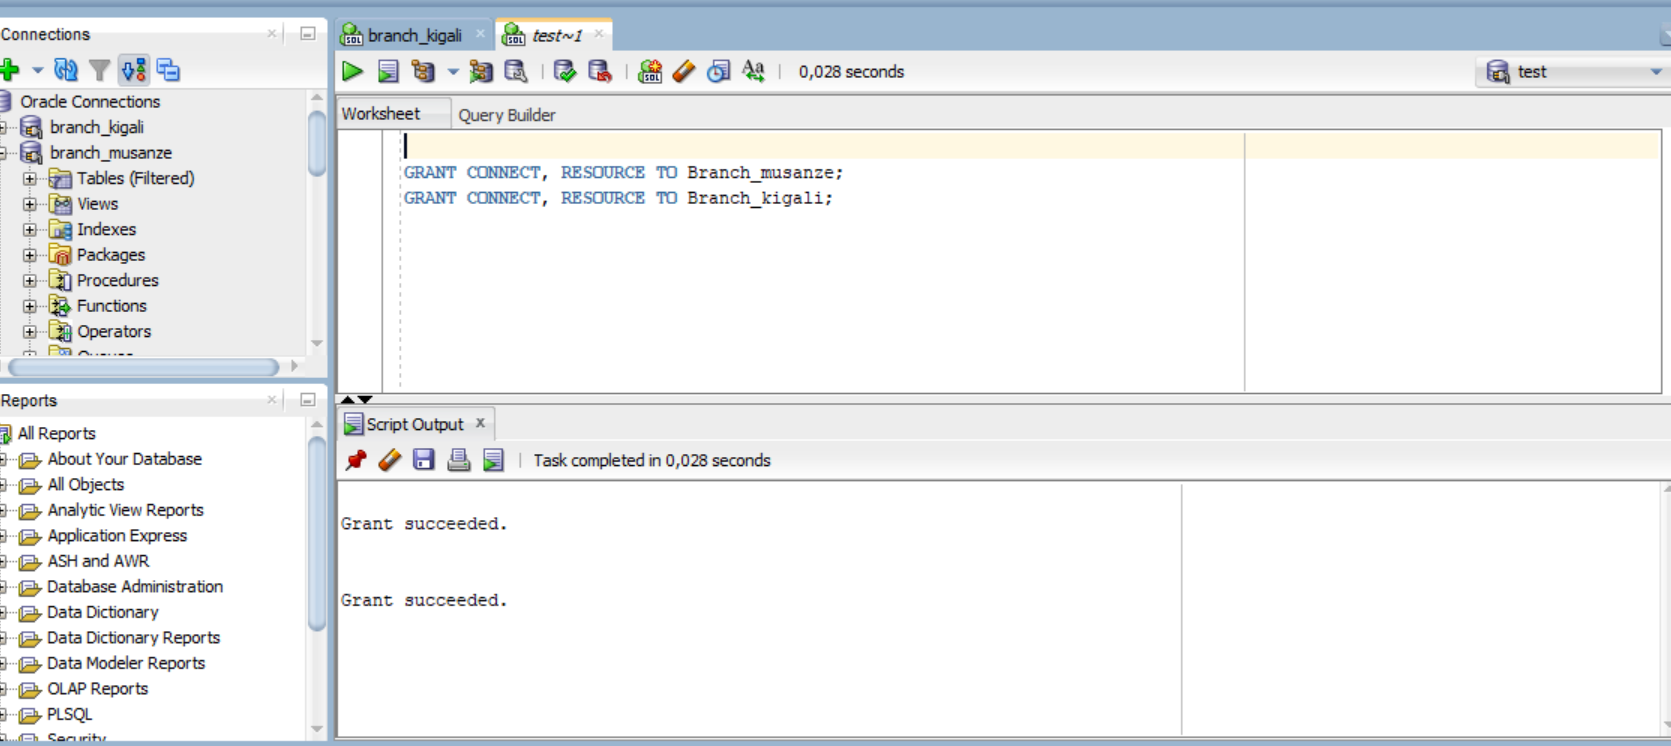 Connections
Oracle Connections
branch_kigali
branch_musanze
Tables (Filtered)
Views
Indexes
Packages
Procedures
Functions
Operators
Queues
Reports
All Reports
About Your Database
All Objects
Analytic View Reports
Application Express
ASH and AWR
Database Administration
Data Dictionary
Data Dictionary Reports
Data Modeler Reports
OLAP Reports
PLSQL
Security
branch_kigali
test~1
0,028 seconds
test
Worksheet
Query Builder
GRANT CONNECT, RESOURCE TO Branch_musanze;
GRANT CONNECT, RESOURCE TO Branch_kigali;
Script Output
Task completed in 0,028 seconds
Grant succeeded.
Grant succeeded.